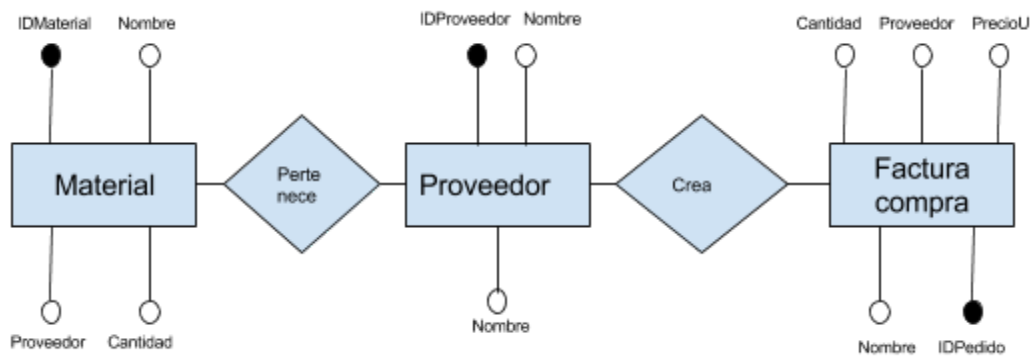 IDMaterial Nombre
IDProveedor Nombre
Cantidad Proveedor PrecioU
Material
Perte
nece
Proveedor
Crea
Factura
compra
Proveedor Cantidad
Nombre
Nombre IDPedido